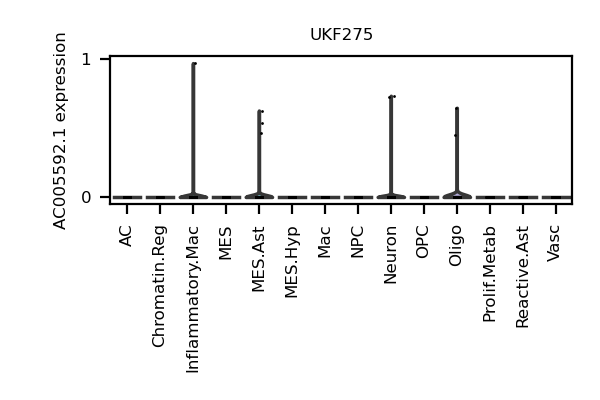 UKF275
AC005592.1 expression
1
0
AC
Chromatin.Reg
Inflammatory.Mac
MES
MES.Ast
MES.Hyp
Mac
NPC
Neuron
OPC
Oligo
Prolif.Metab
Reactive.Ast
Vasc